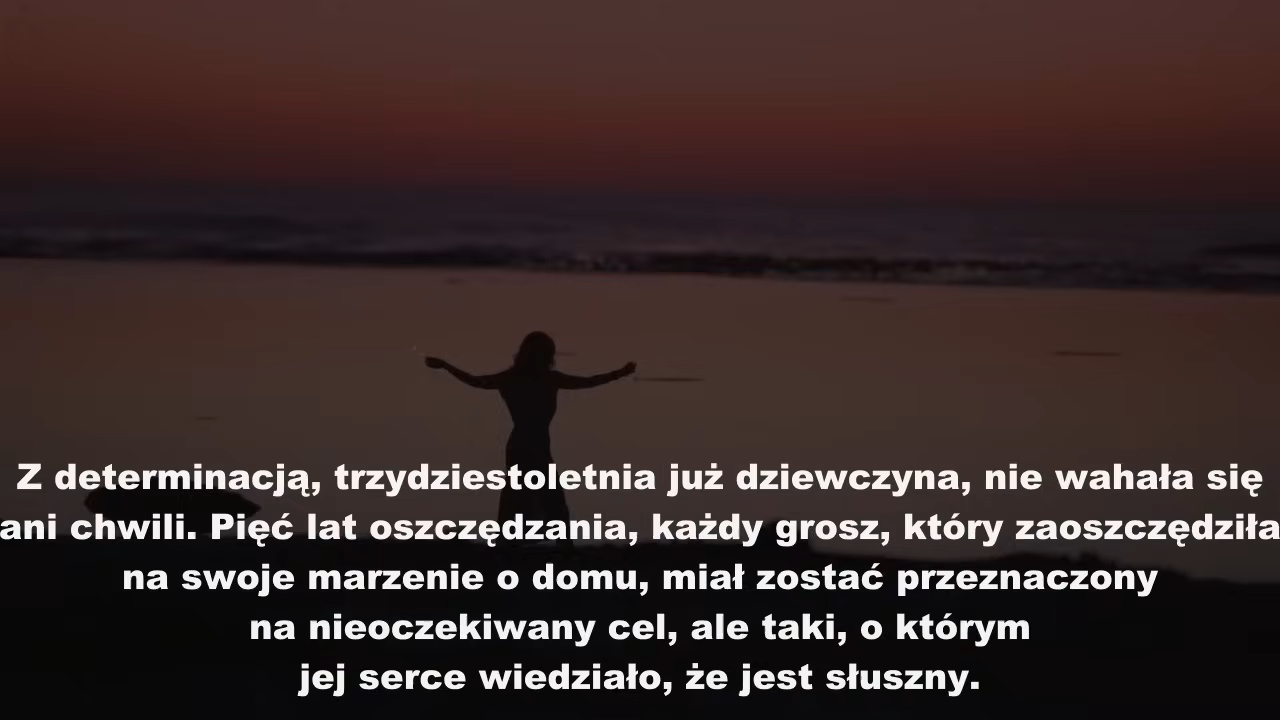 Z determinacją, trzydziestoletnia już dziewczyna, nie wahała się
ani chwili. Pięć lat oszczędzania, każdy grosz, który zaoszczędziła
na swoje marzenie o domu, miał zostać przeznaczony
na nieoczekiwany cel, ale taki, o którym
jej serce wiedziało, że jest słuszny.